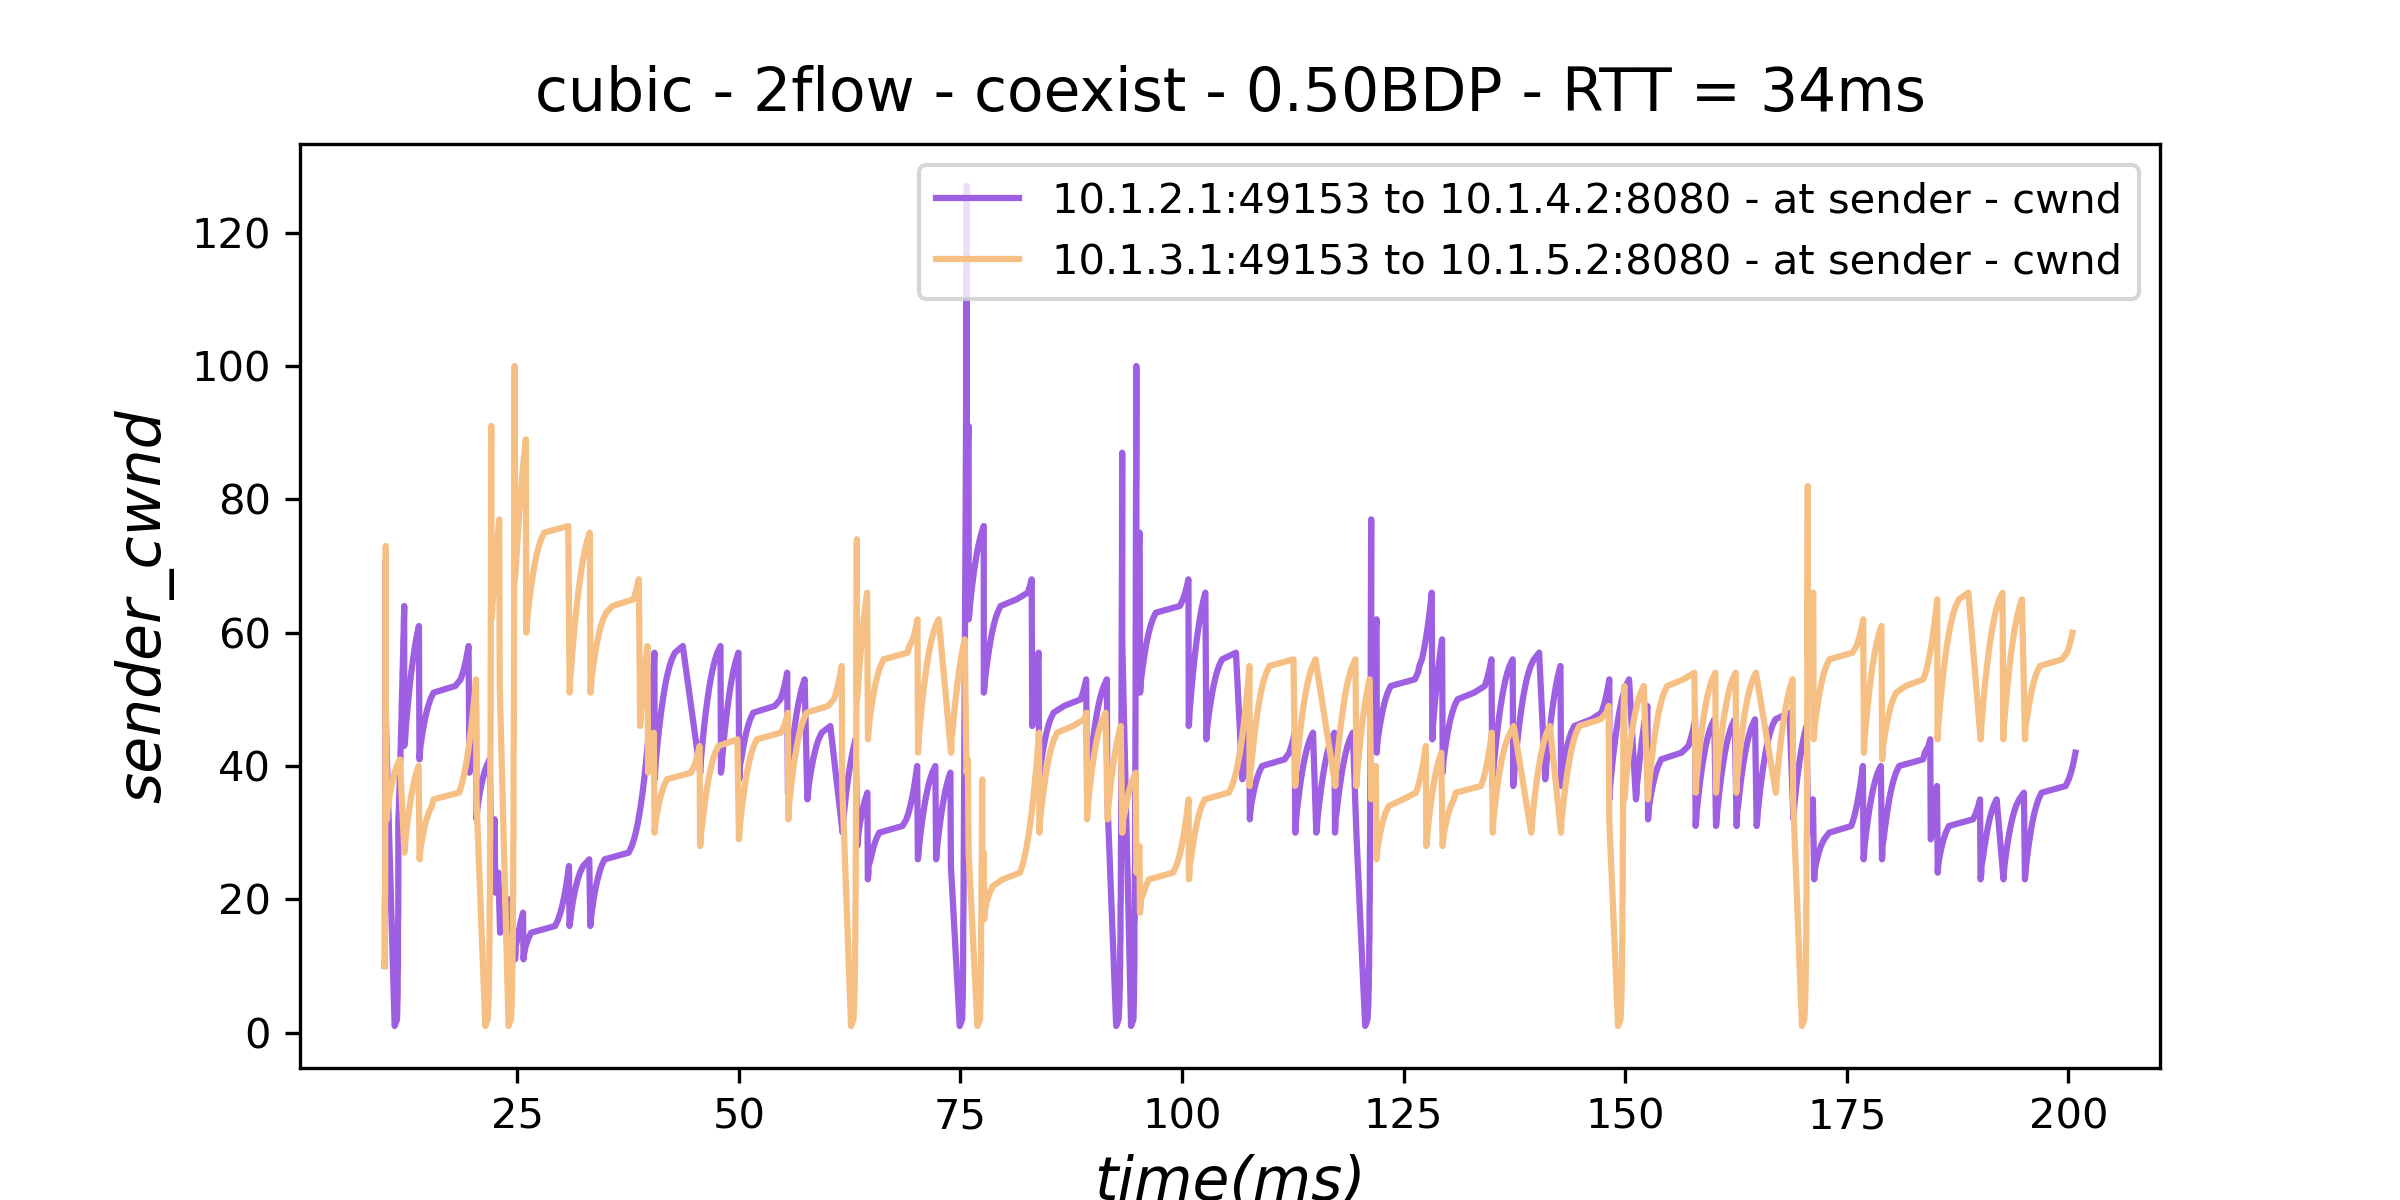 cubic - 2flow - coexist - 0.50BDP - RTT = 34ms
10.1.2.1:49153 to 10.1.4.2:8080 - at sender - cwnd
10.1.3.1:49153 to 10.1.5.2:8080 - at sender - cwnd
sender_cwnd
120
100
80
60
40
20
0
25 50 75 100 125 150 175 200
time(ms)